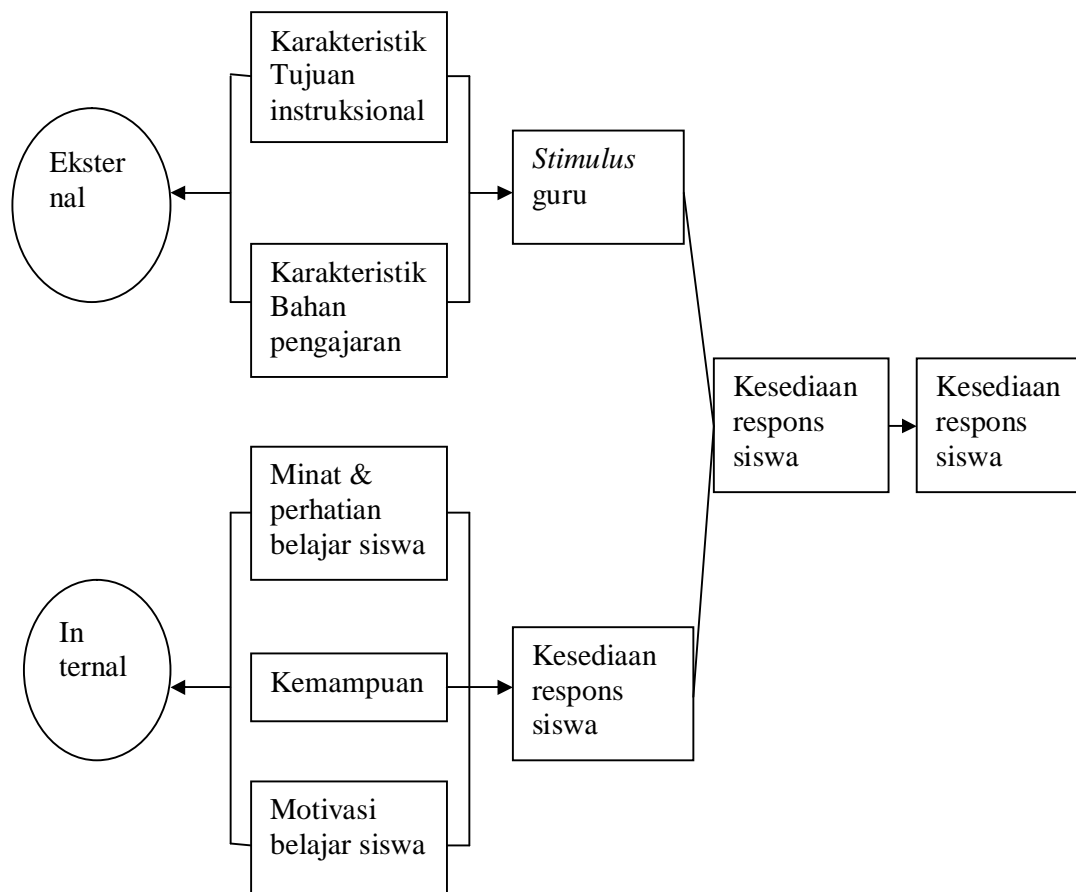 Karakteristik
Tujuan
instruksional
Ekster
nal
Stimulus
guru
Karakteristik
Bahan
pengajaran
Kesediaan
respons
siswa
Kesediaan
respons
siswa
Minat &
perhatian
belajar siswa
In
ternal
Kemampuan
Kesediaan
respons
siswa
Motivasi
belajar siswa